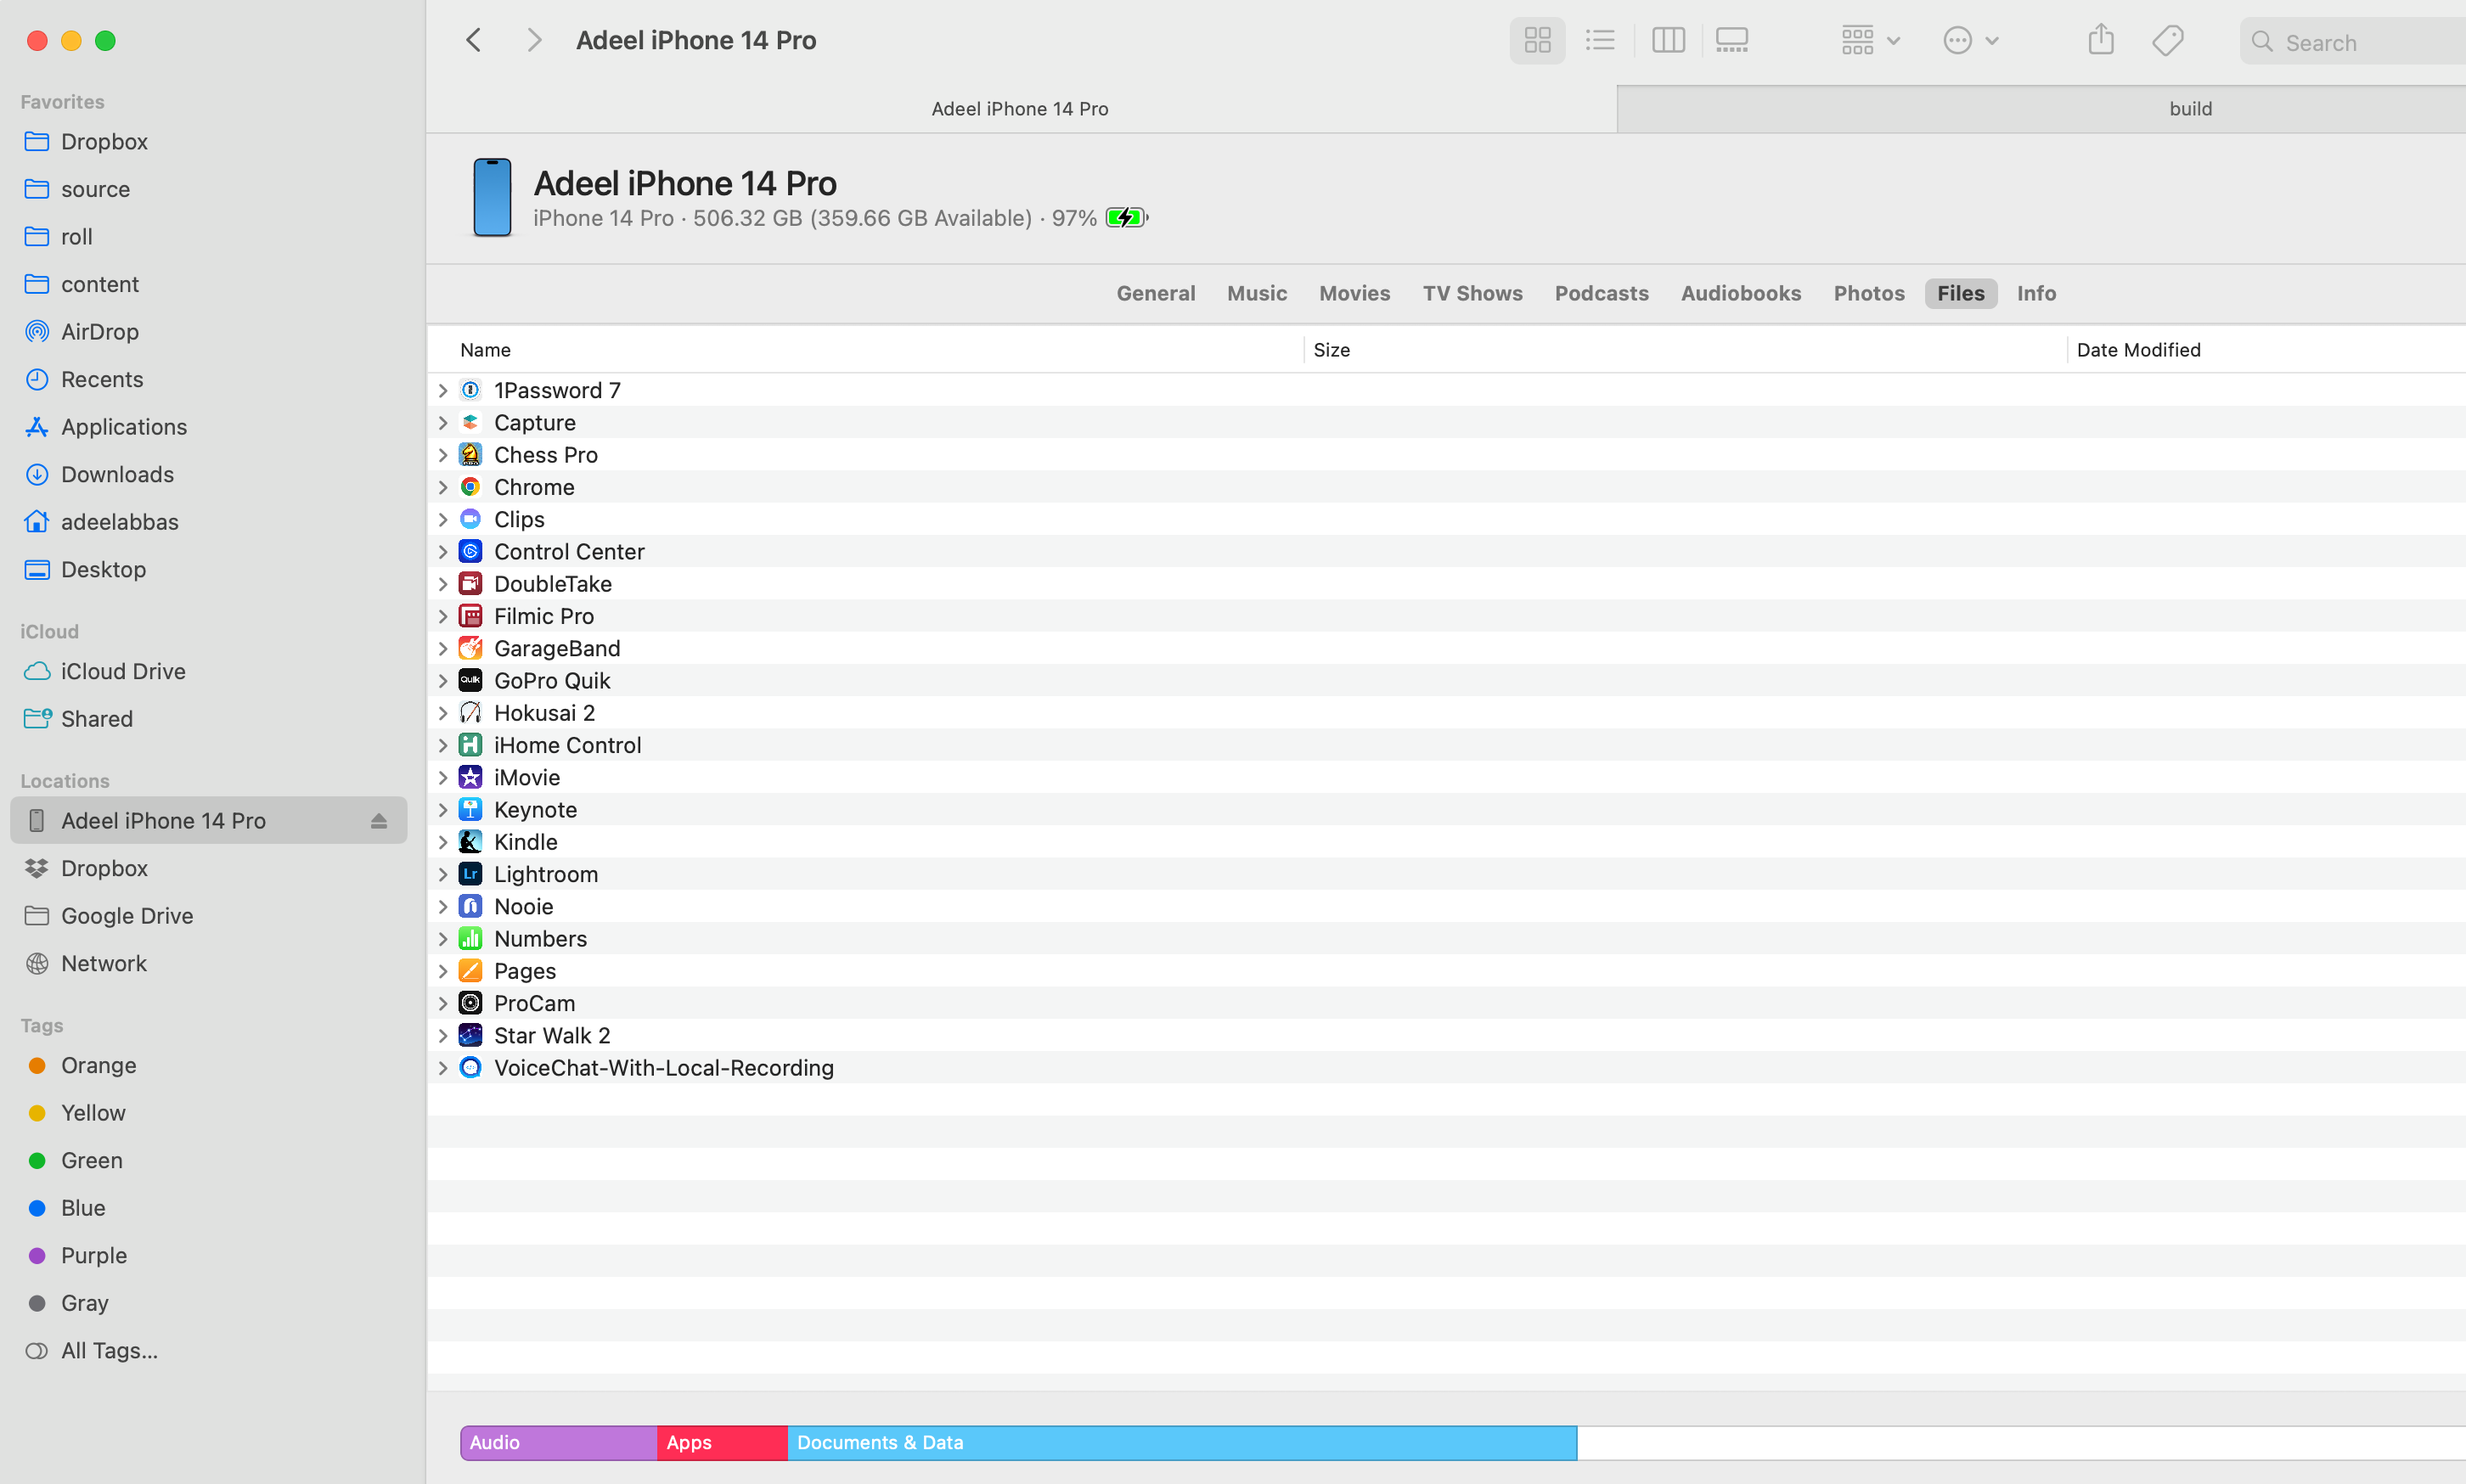 Adeel iPhone 14 Pro
Search
Adeel iPhone 14 Pro
build
Favorites
Dropbox
source
roll
content
AirDrop
Recents
Applications
Downloads
adeelabbas
Desktop
iCloud
iCloud Drive
Shared
Locations
Adeel iPhone 14 Pro
Dropbox
Google Drive
Network
Tags
Orange
Yellow
Green
Blue
Purple
Gray
All Tags...
Adeel iPhone 14 Pro
iPhone 14 Pro · 506.32 GB (359.66 GB Available) · 97%
General Music Movies TV Shows Podcasts Audiobooks Photos Files Info
Name Size Date Modified
1Password 7
Capture
Chess Pro
Chrome
Clips
Control Center
DoubleTake
Filmic Pro
GarageBand
Quik GoPro Quik
Hokusai 2
iHome Control
iMovie
Keynote
Kindle
Lr Lightroom
Nooie
Numbers
Pages
ProCam
Star Walk 2
VoiceChat-With-Local-Recording
Audio Apps Documents & Data